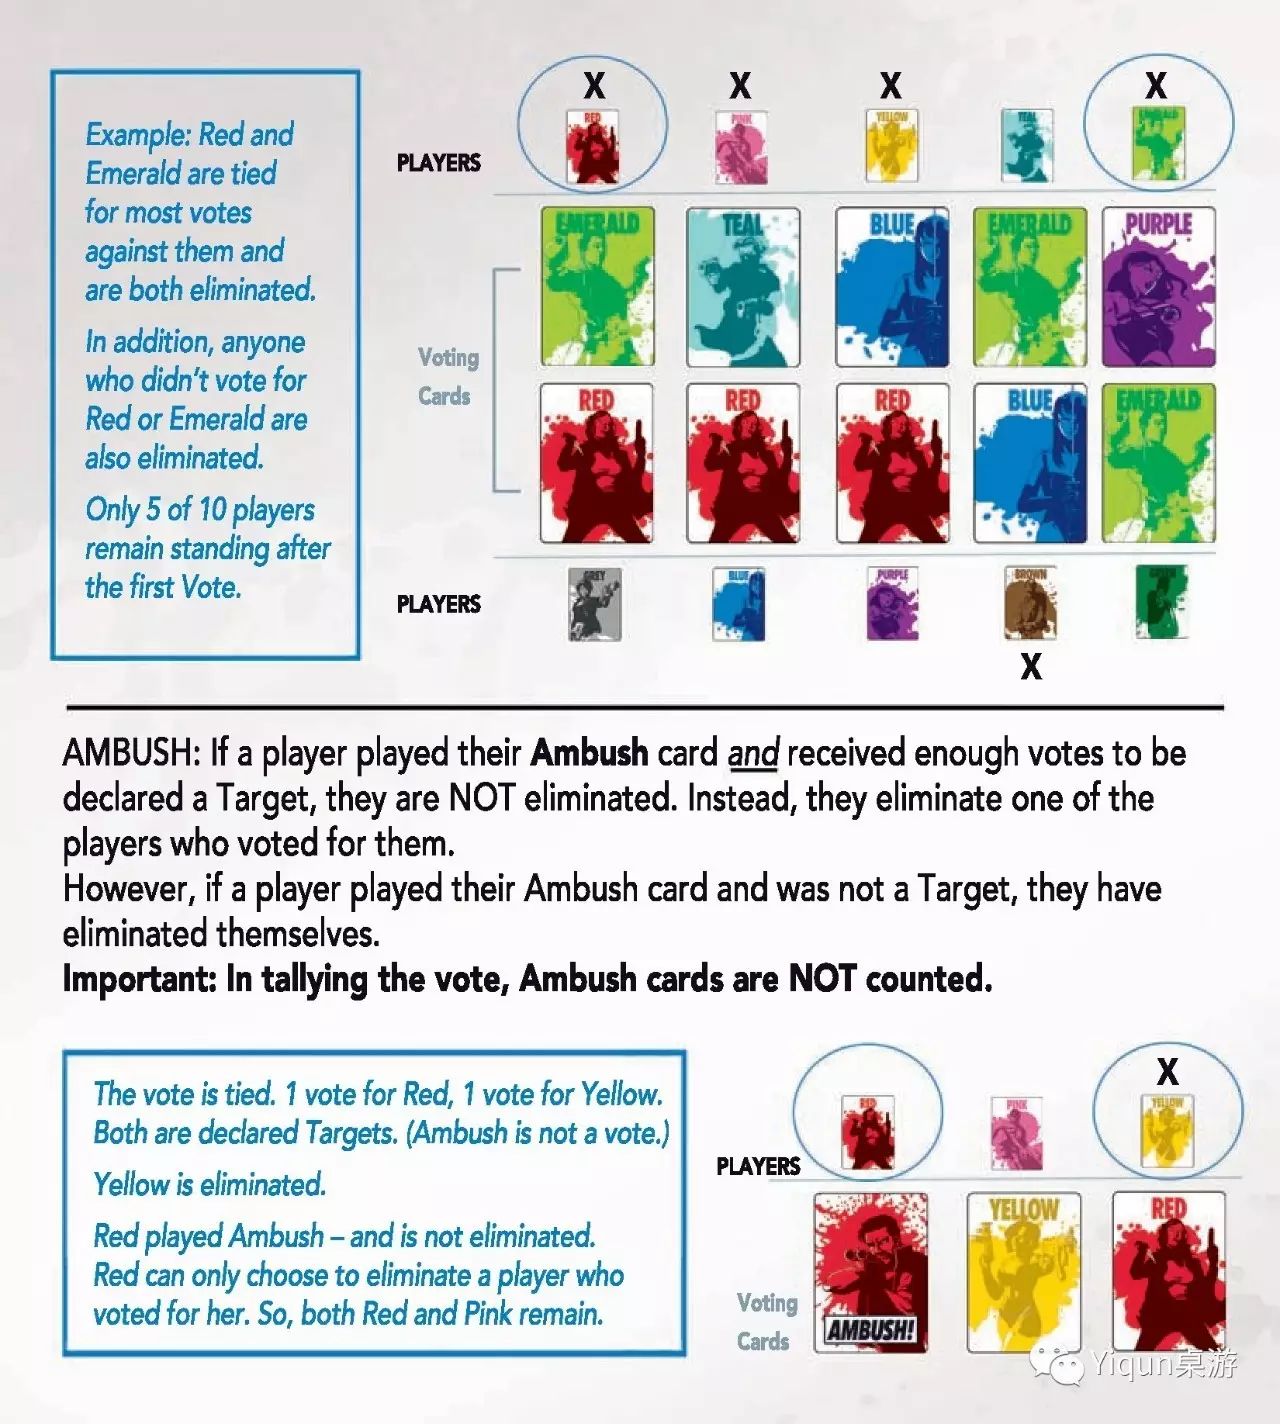 Example: Red and
Emerald are tied
for most votes
against them and
are both eliminated.
In addition, anyone
who didn't vote for
Red or Emerald are
also eliminated.
Only 5 of 10 players
remain standing after
the first Vote.
X X X X
RED PINK YELLOW TEAL EMERALD
PLAYERS
EMERALD TEAL BLUE EMERALD PURPLE
Voting
Cards
RED RED RED BLUE EMERALD
GREY BLUE PURPLE BROWN GREEN
PLAYERS
X
AMBUSH: If a player played their Ambush card and received enough votes to be
declared a Target, they are NOT eliminated. Instead, they eliminate one of the
players who voted for them.
However, if a player played their Ambush card and was not a Target, they have
eliminated themselves.
Important: In tallying the vote, Ambush cards are NOT counted.
The vote is tied. 1 vote for Red, 1 vote for Yellow.
Both are declared Targets. (Ambush is not a vote.)
Yellow is eliminated.
Red played Ambush – and is not eliminated.
Red can only choose to eliminate a player who
voted for her. So, both Red and Pink remain.
X
RED PINK YELLOW
PLAYERS
YELLOW RED
Voting
Cards
AMBUSH!
Yiqun桌游